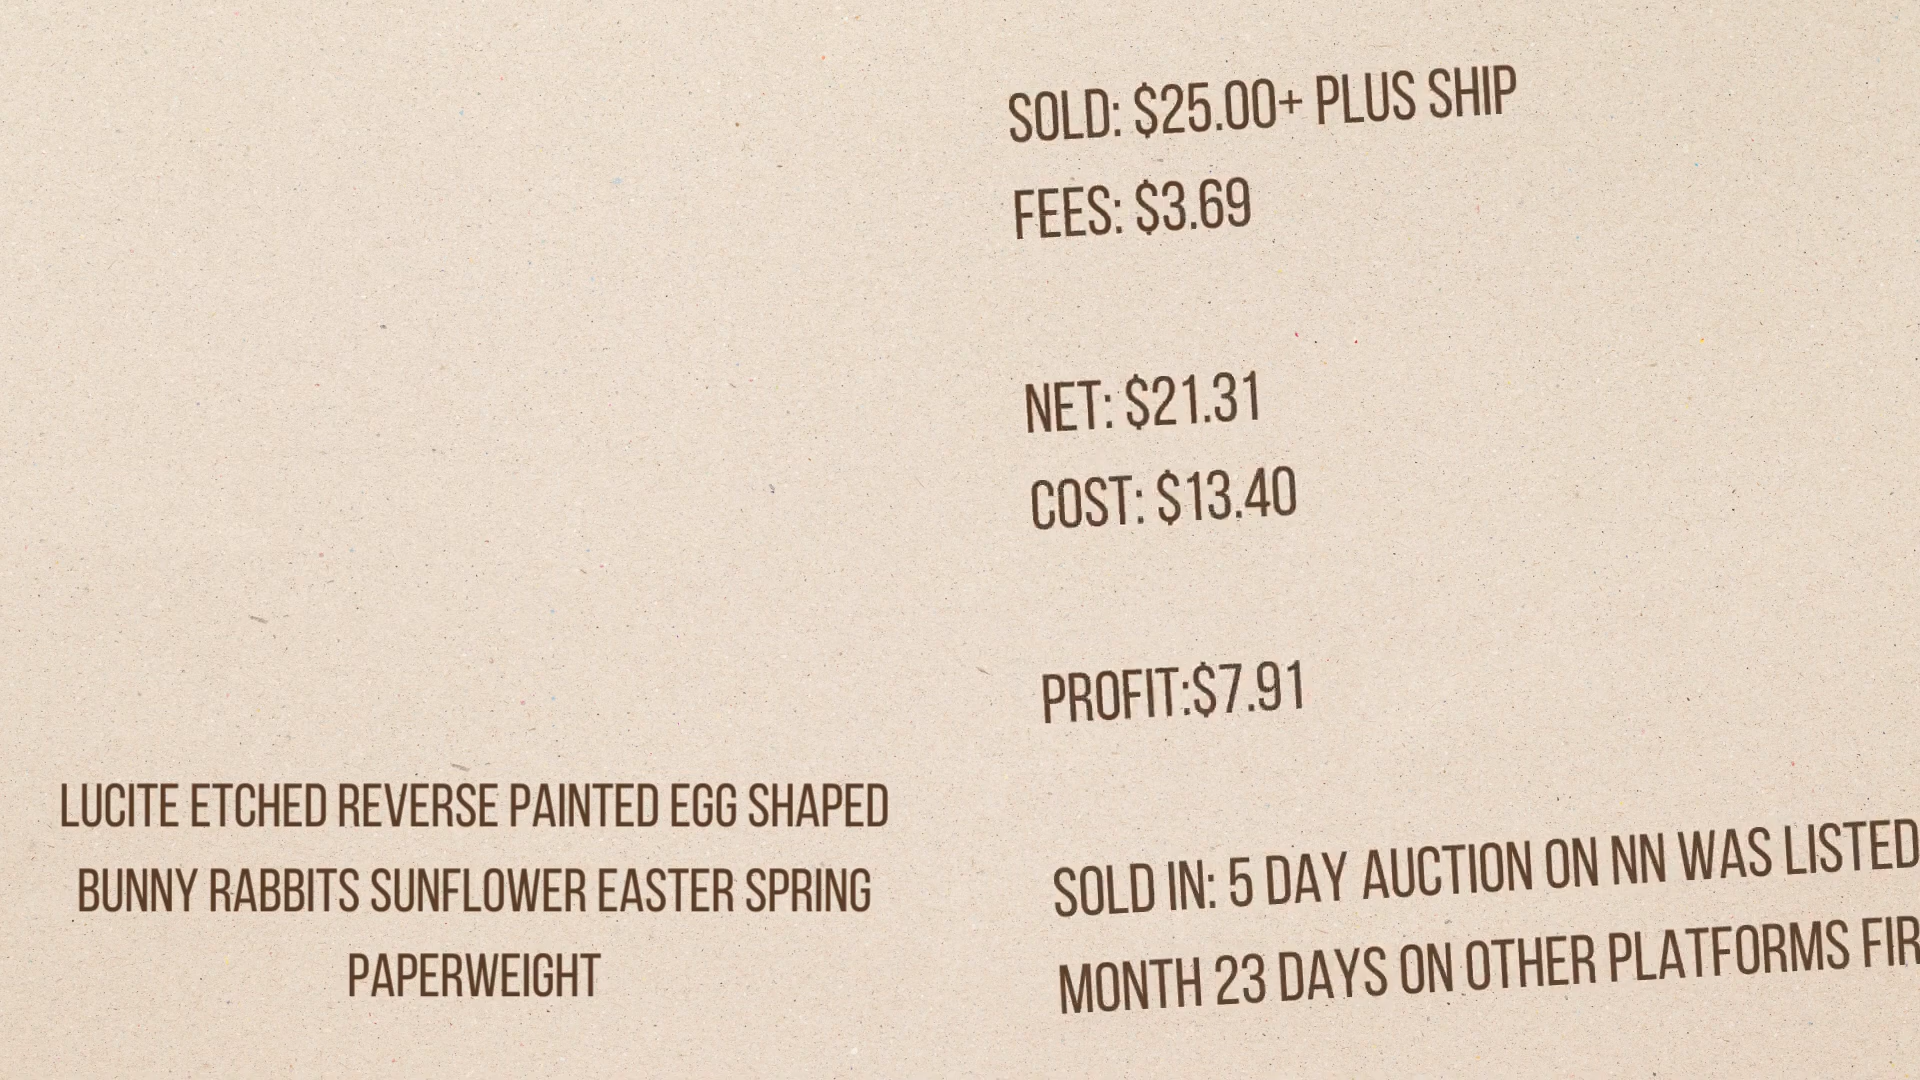 SOLD: $25.00+ PLUS SHIP
FEES: $3.69
NET: $21.31
COST: $13.40
PROFIT:$7.91
SOLD IN: 5 DAY AUCTION ON NN WAS LISTED
MONTH 23 DAYS ON OTHER PLATFORMS
LUCITE ETCHED REVERSE PAINTED EGG SHAPED
BUNNY RABBITS SUNFLOWER EASTER SPRING
PAPERWEIGHT